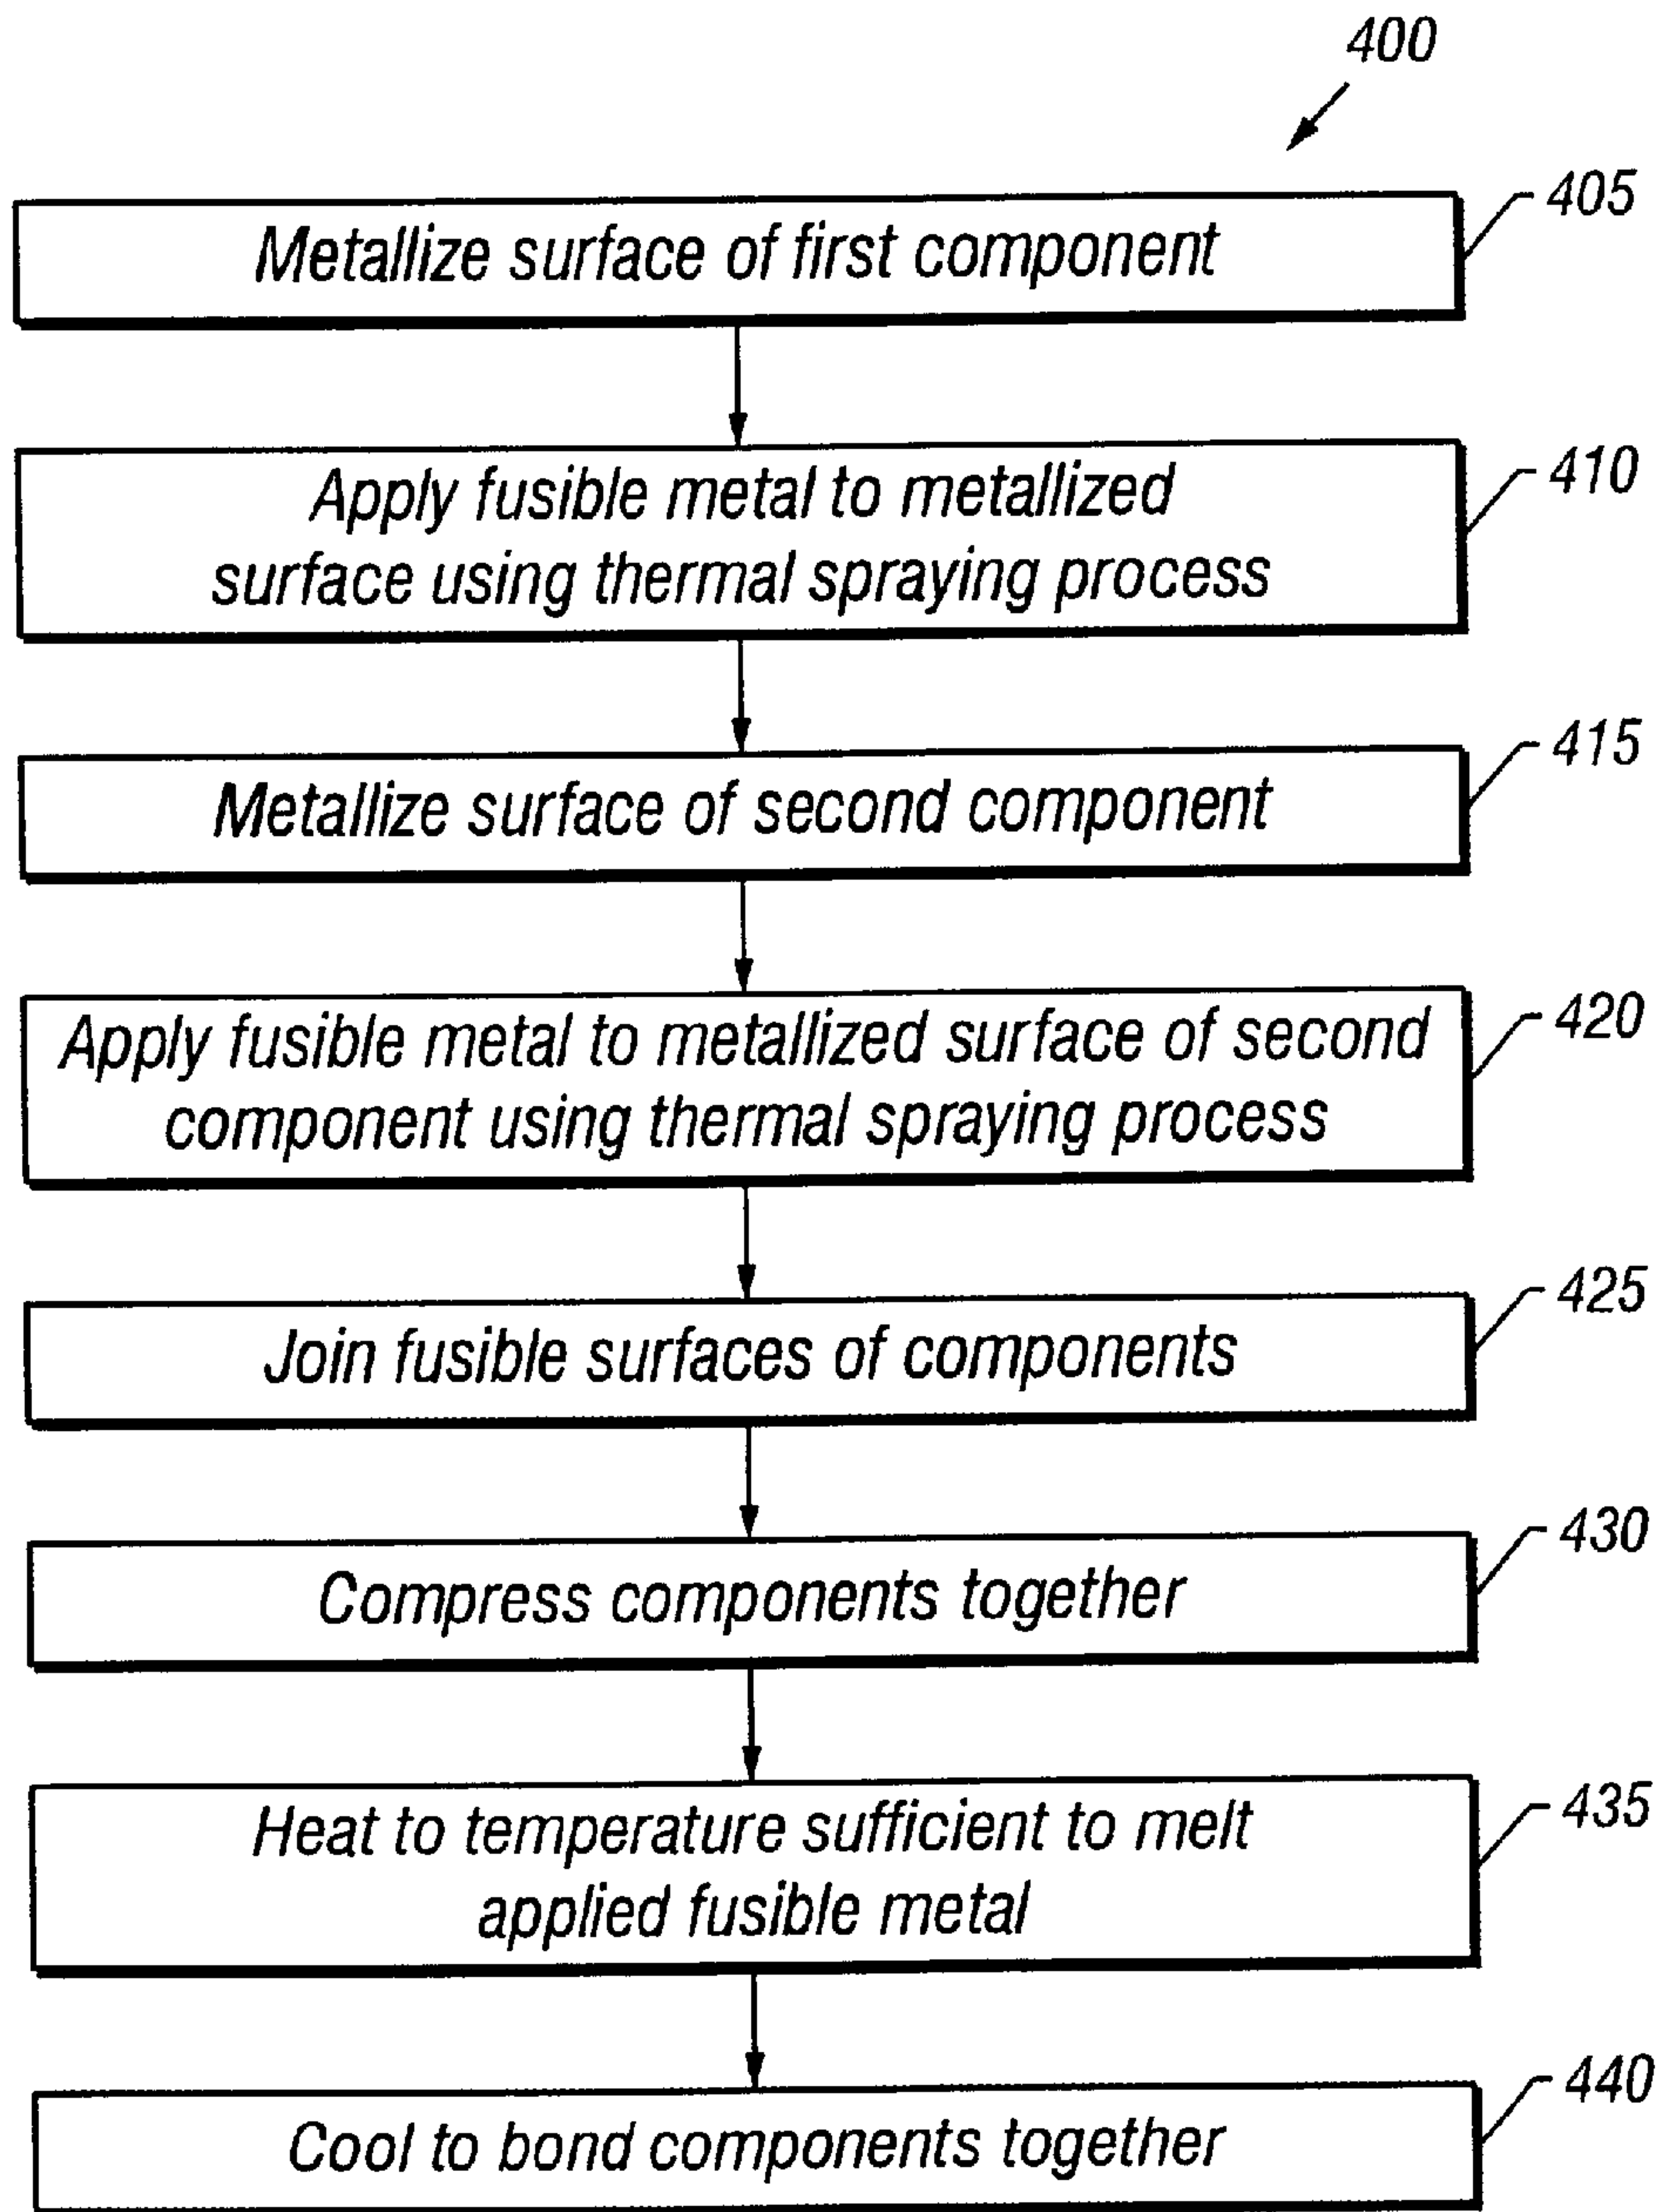 400
405
Metallize surface of first component
410
Apply fusible metal to metallized
surface using thermal spraying process
415
Metallize surface of second component
420
Apply fusible metal to metallized surface of second
component using thermal spraying process
425
Join fusible surfaces of components
430
Compress components together
435
Heat to temperature sufficient to melt
applied fusible metal
440
Cool to bond components together